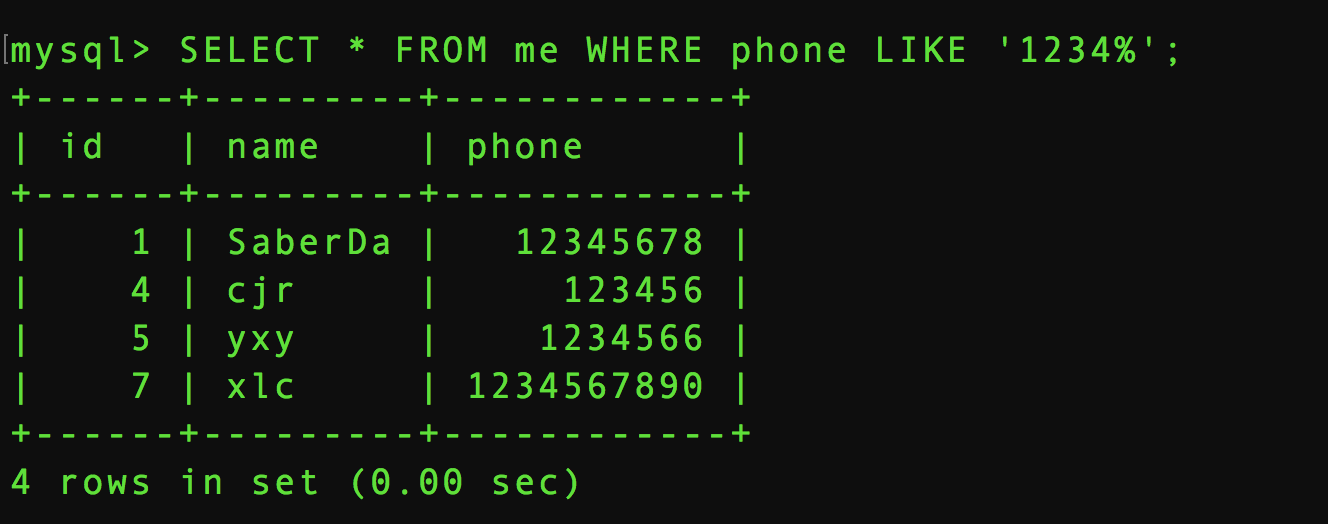 mysql> SELECT * FROM me WHERE phone LIKE '1234%';
+------+---------+------------+
| id   | name    | phone      |
+------+---------+------------+
|    1 | SaberDa |   12345678 |
|    4 | cjr     |     123456 |
|    5 | yxy     |    1234566 |
|    7 | xlc     | 1234567890 |
+------+---------+------------+
4 rows in set (0.00 sec)